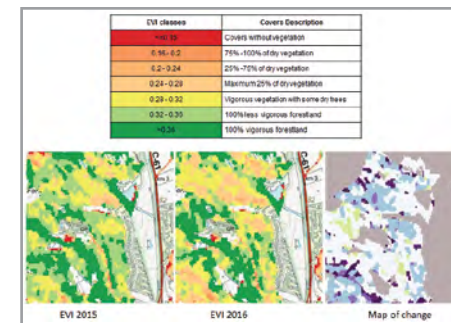 EVI classes Covers Description
Covers without vegetation
0.16 - 0.2 75% -100% of dry vegetation
0.2 - 0.24 25% -75% of dry vegetation
0.24 - 0.28 Maximum 25% of dry vegetation
0.28 - 0.32 Vigorous vegetation with some dry trees
100% less vigorous forestland
100% vigorous forestland
EVI 2015 EVI 2016 Map of change